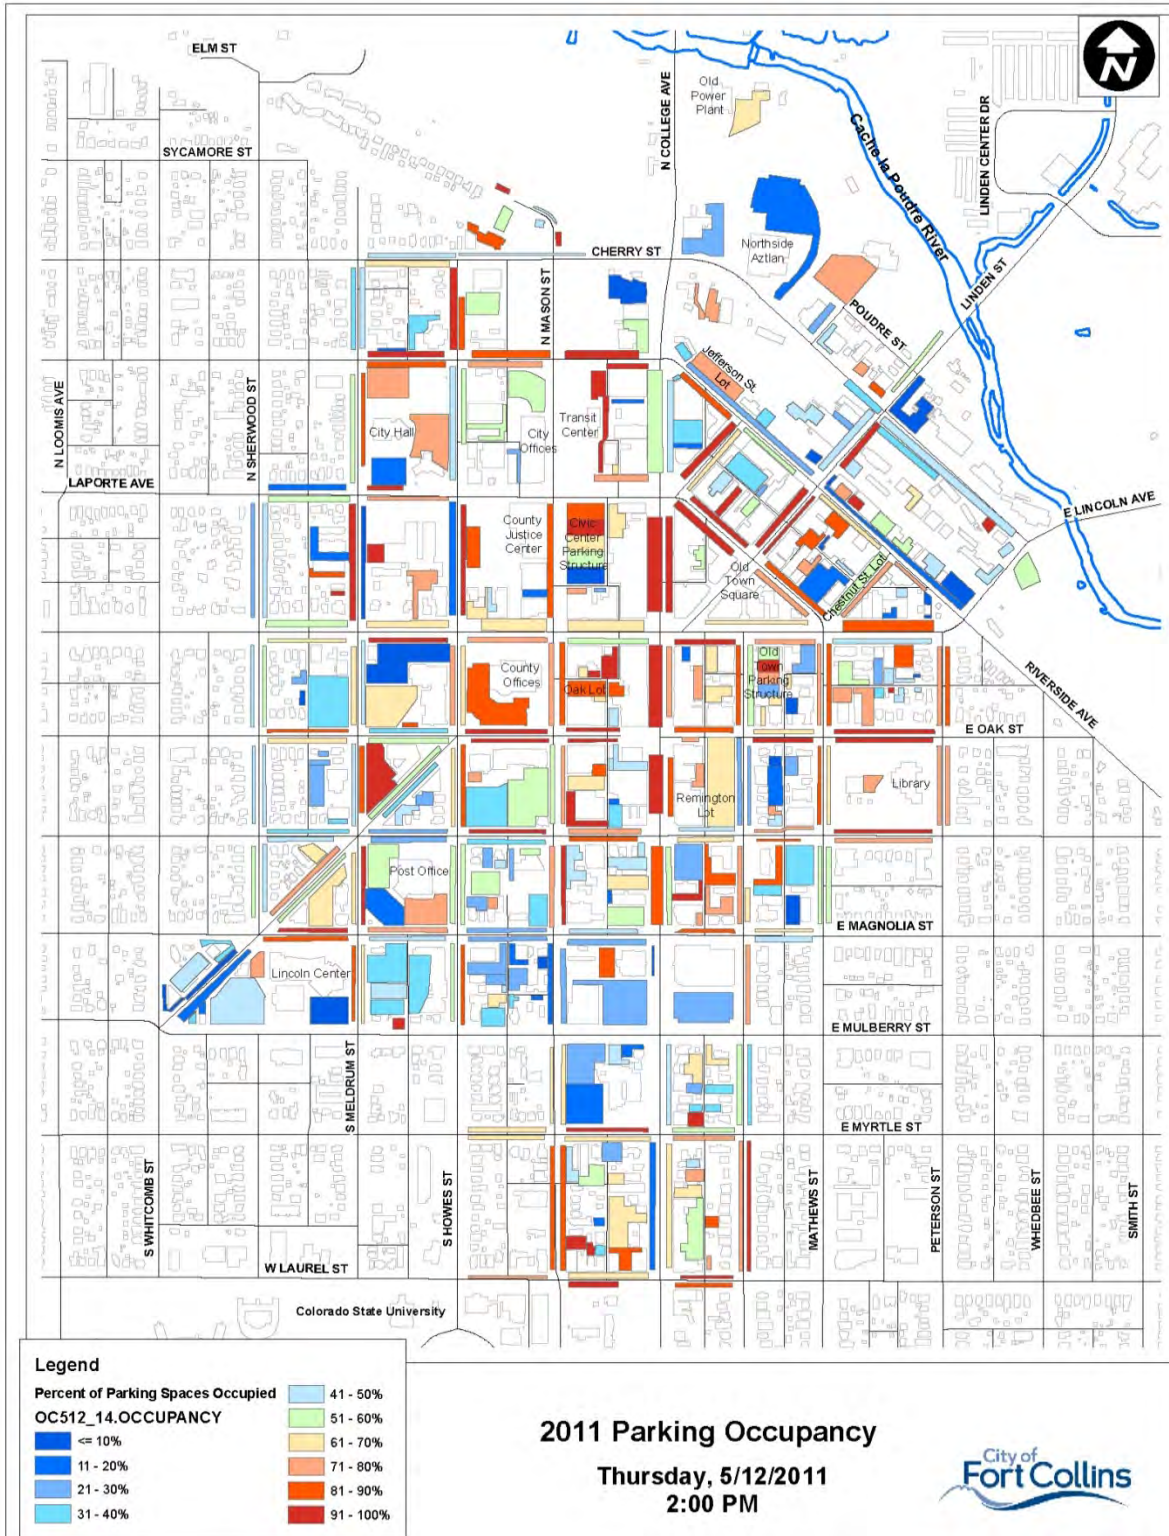 ELM ST
Old
Power
Plant
N COLLEGE AVE
LINDEN CENTER DR
N
Cache la Poudre River
SYCAMORE ST
CHERRY ST
Northside
Aztlan
LINDEN ST
N MASON ST
POUDRE ST
Jefferson St.
Lot
N LOOMIS AVE
N SHERWOOD ST
City Hall
City
Offices
Transit
Center
LAPORTE AVE
E LINCOLN AVE
County
Justice
Center
Civic
Center
Parking
Structure
Old
Town
Square
Chestnut St. Lot
County
Offices
Oak Lot
Old
Town
Parking
Structure
RIVERSIDE AVE
E OAK ST
Remington
Lot
Library
Post Office
E MAGNOLIA ST
Lincoln Center
E MULBERRY ST
S MELDRUM ST
E MYRTLE ST
S WHITCOMB ST
S HOWES ST
MATHEWS ST
PETERSON ST
WHEDBEE ST
SMITH ST
W LAUREL ST
Colorado State University
Legend
Percent of Parking Spaces Occupied
OC512_14.OCCUPANCY
<= 10%
11 - 20%
21 - 30%
31 - 40%
41 - 50%
51 - 60%
61 - 70%
71 - 80%
81 - 90%
91 - 100%
2011 Parking Occupancy
Thursday, 5/12/2011
2:00 PM
City of
Fort Collins